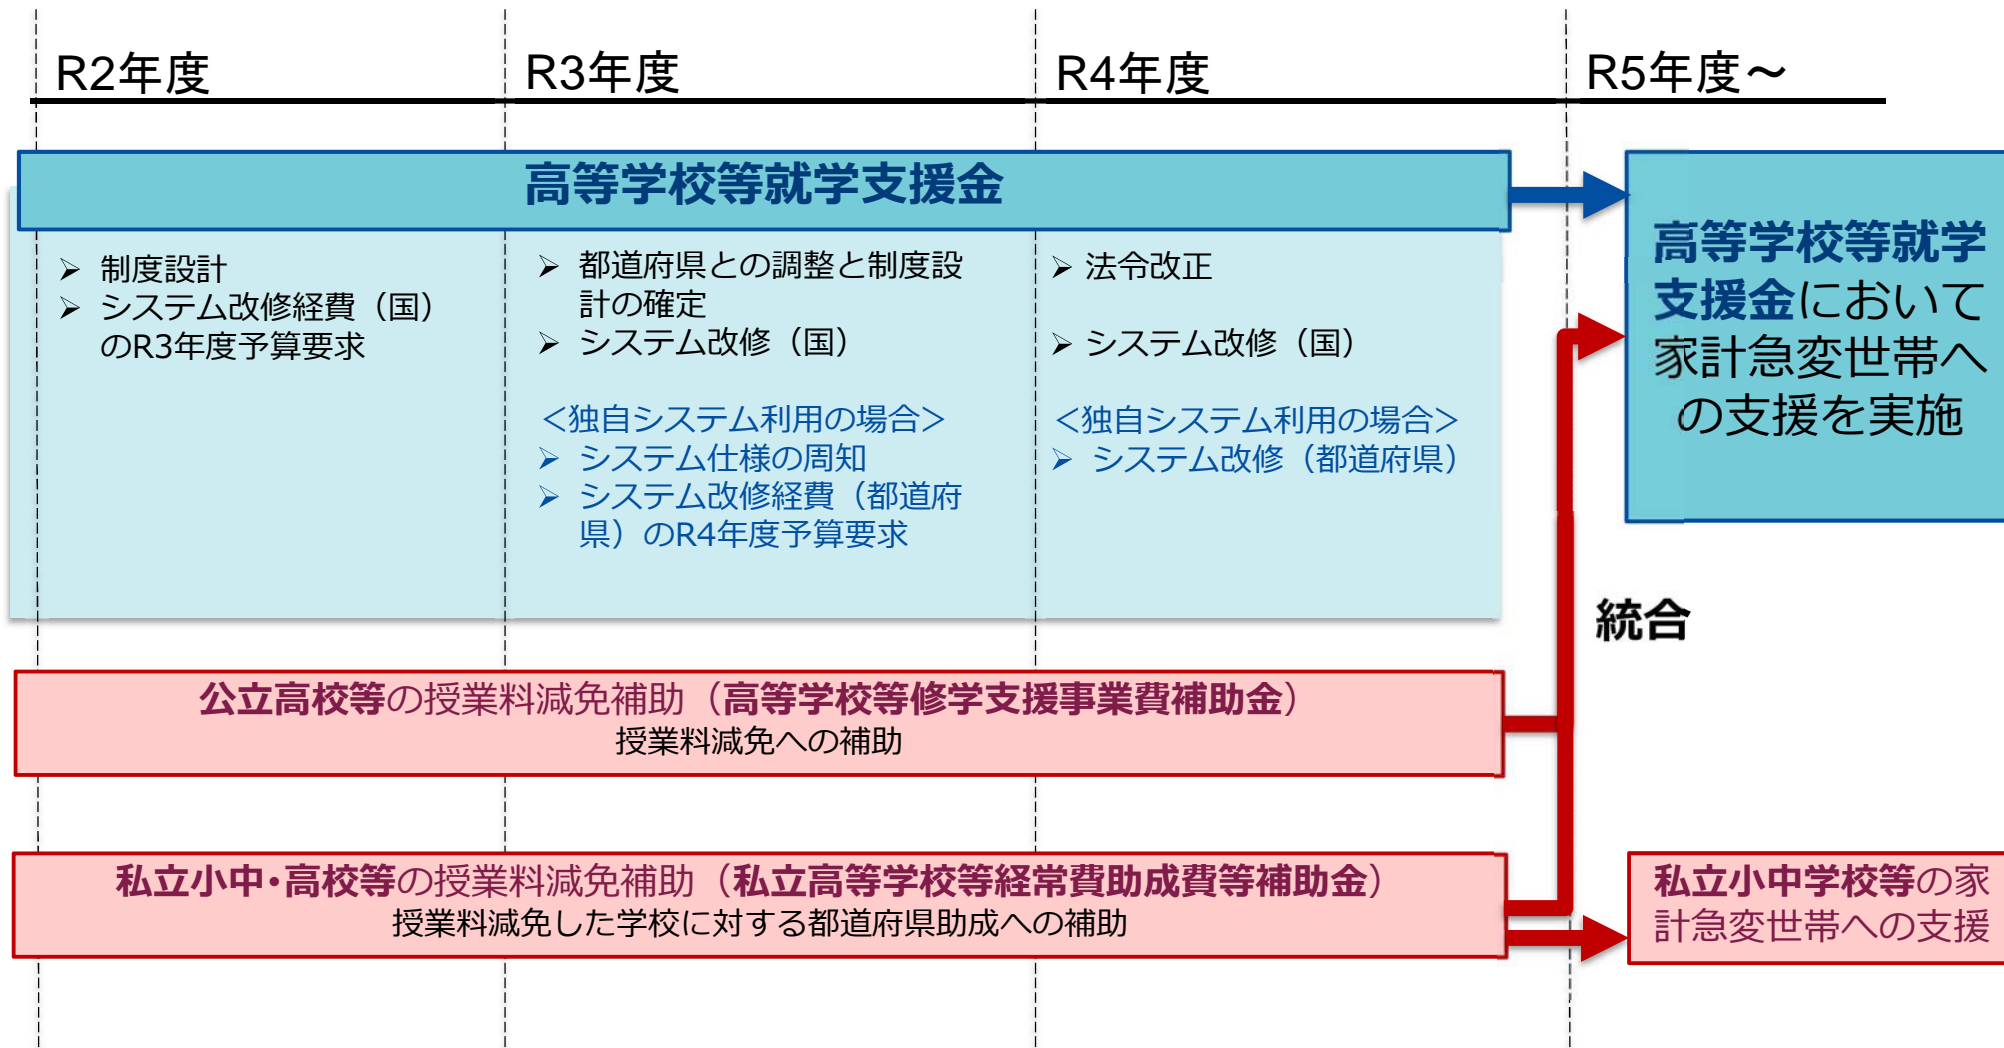 R2年度
R3年度
R4年度
R5年度～
高等学校等就学支援金
➢ 制度設計
➢ システム改修経費（国）
のR3年度予算要求
➢ 都道府県との調整と制度設
計の確定
➢ システム改修（国）
＜独自システム利用の場合＞
➢ システム仕様の周知
➢ システム改修経費（都道府
県）のR4年度予算要求
➢ 法令改正
➢ システム改修（国）
＜独自システム利用の場合＞
➢ システム改修（都道府県）
高等学校等就学
支援金において
家計急変世帯へ
の支援を実施
統合
公立高校等の授業料減免補助（高等学校等修学支援事業費補助金）
授業料減免への補助
私立小中・高校等の授業料減免補助（私立高等学校等経常費助成費等補助金）
授業料減免した学校に対する都道府県助成への補助
私立小中学校等の家
計急変世帯への支援